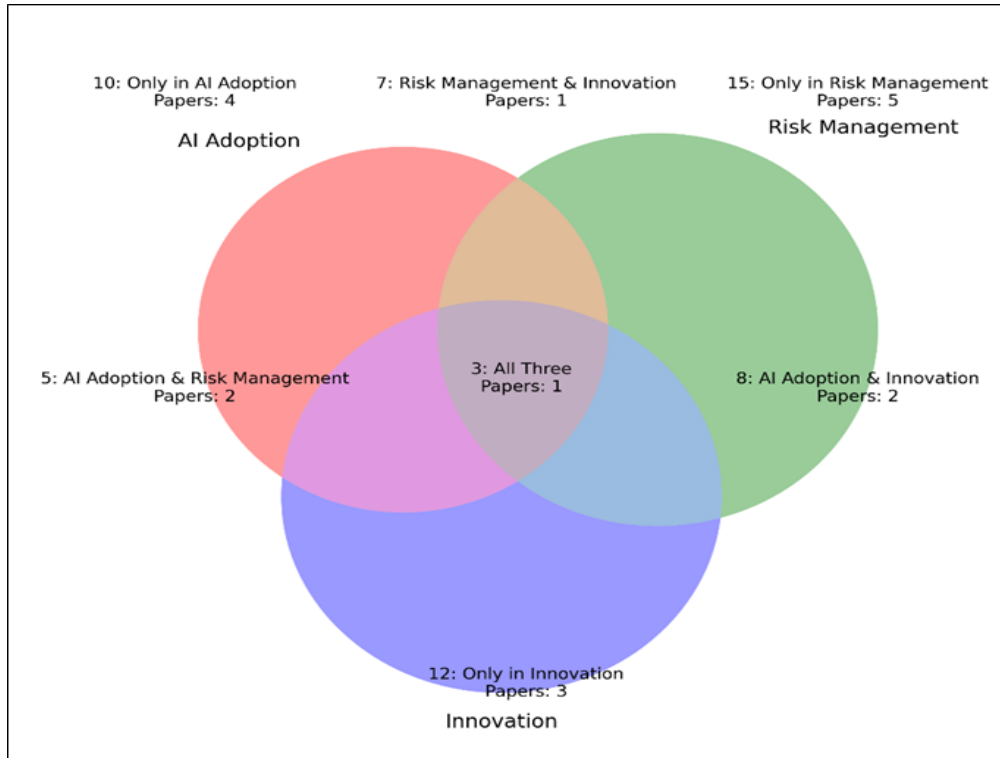 10: Only in AI Adoption
Papers: 4
7: Risk Management & Innovation
Papers: 1
15: Only in Risk Management
Papers: 5
AI Adoption
Risk Management
5: AI Adoption & Risk Management
Papers: 2
3: All Three
Papers: 1
8: AI Adoption & Innovation
Papers: 2
12: Only in Innovation
Papers: 3
Innovation